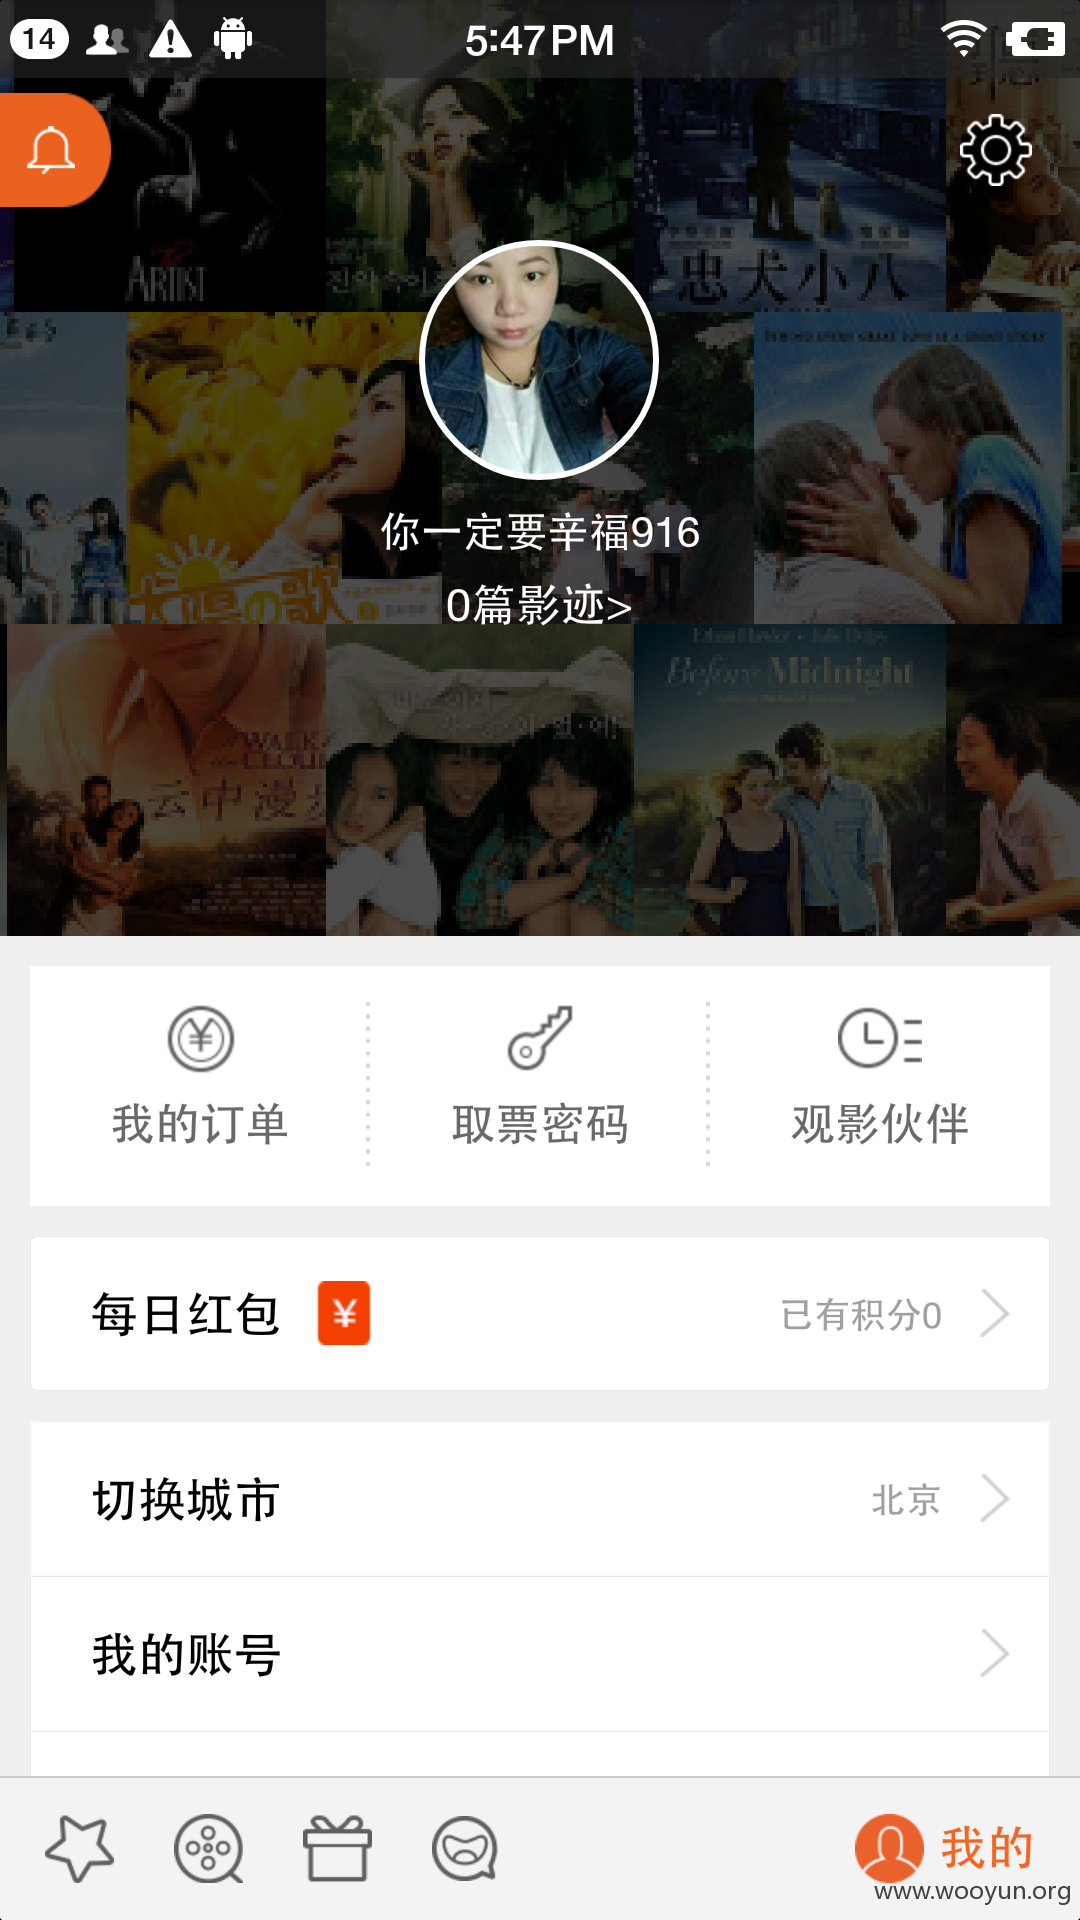 14
5:47PM
THE
ARTIST
忠犬小八
你一定要辛福916
0篇影迹>
Before Midnight
A WALK
CLOUD
云中漫步
我的订单
取票密码
观影伙伴
每日红包
¥
已有积分0
切换城市
北京
我的账号
我的
www.wooyun.org